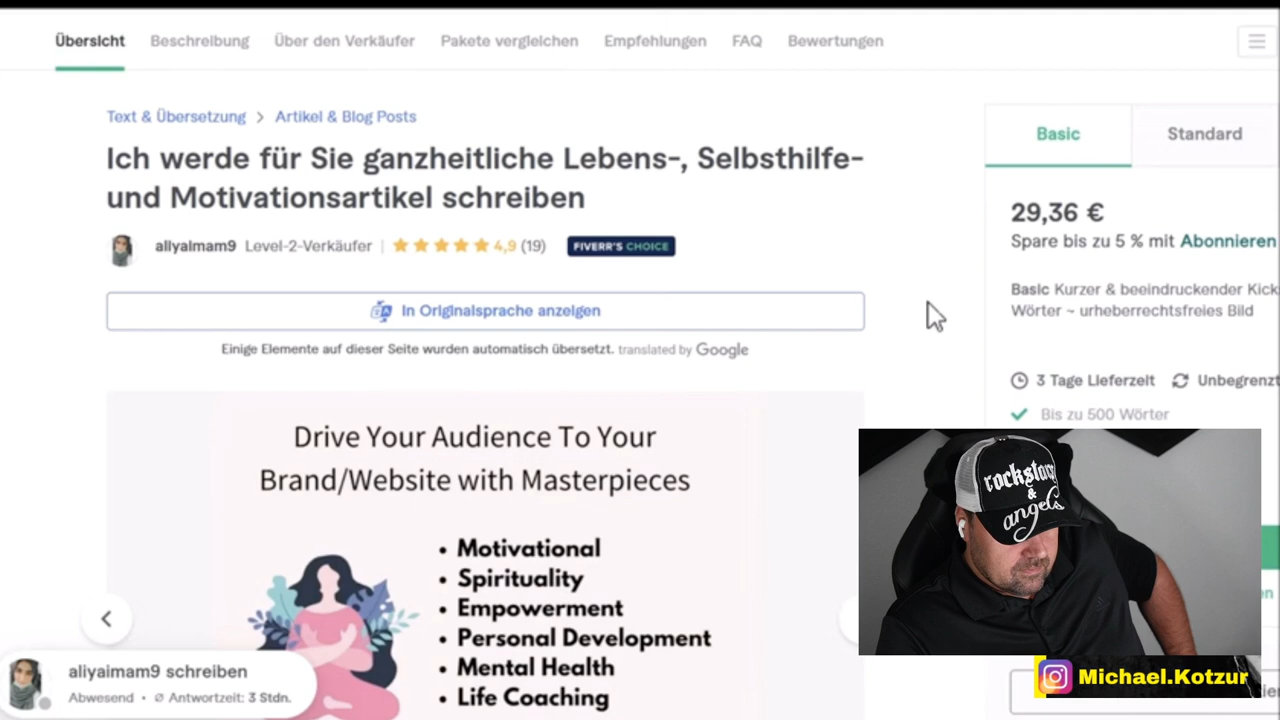 Übersicht Beschreibung Über den Verkäufer Pakete vergleichen Empfehlungen FAQ Bewertungen
Text & Übersetzung > Artikel & Blog Posts
Ich werde für Sie ganzheitliche Lebens-, Selbsthilfe-
und Motivationsartikel schreiben
aliyaimam9 Level-2-Verkäufer | 4,9 (19) FIVERR'S CHOICE
In Originalsprache anzeigen
Einige Elemente auf dieser Seite wurden automatisch übersetzt. translated by Google
Drive Your Audience To Your
Brand/Website with Masterpieces
• Motivational
• Spirituality
• Empowerment
• Personal Development
• Mental Health
• Life Coaching
aliyaimam9 schreiben
Abwesend • Ø Antwortzeit: 3 Stdn.
Basic Standard
29,36 €
Spare bis zu 5 % mit Abonnieren
Basic Kurzer & beeindruckender Kick
Wörter ~ urheberrechtsfreies Bild
3 Tage Lieferzeit Unbegrenzt
Bis zu 500 Wörter
rockstars
&
angels
Michael.Kotzur